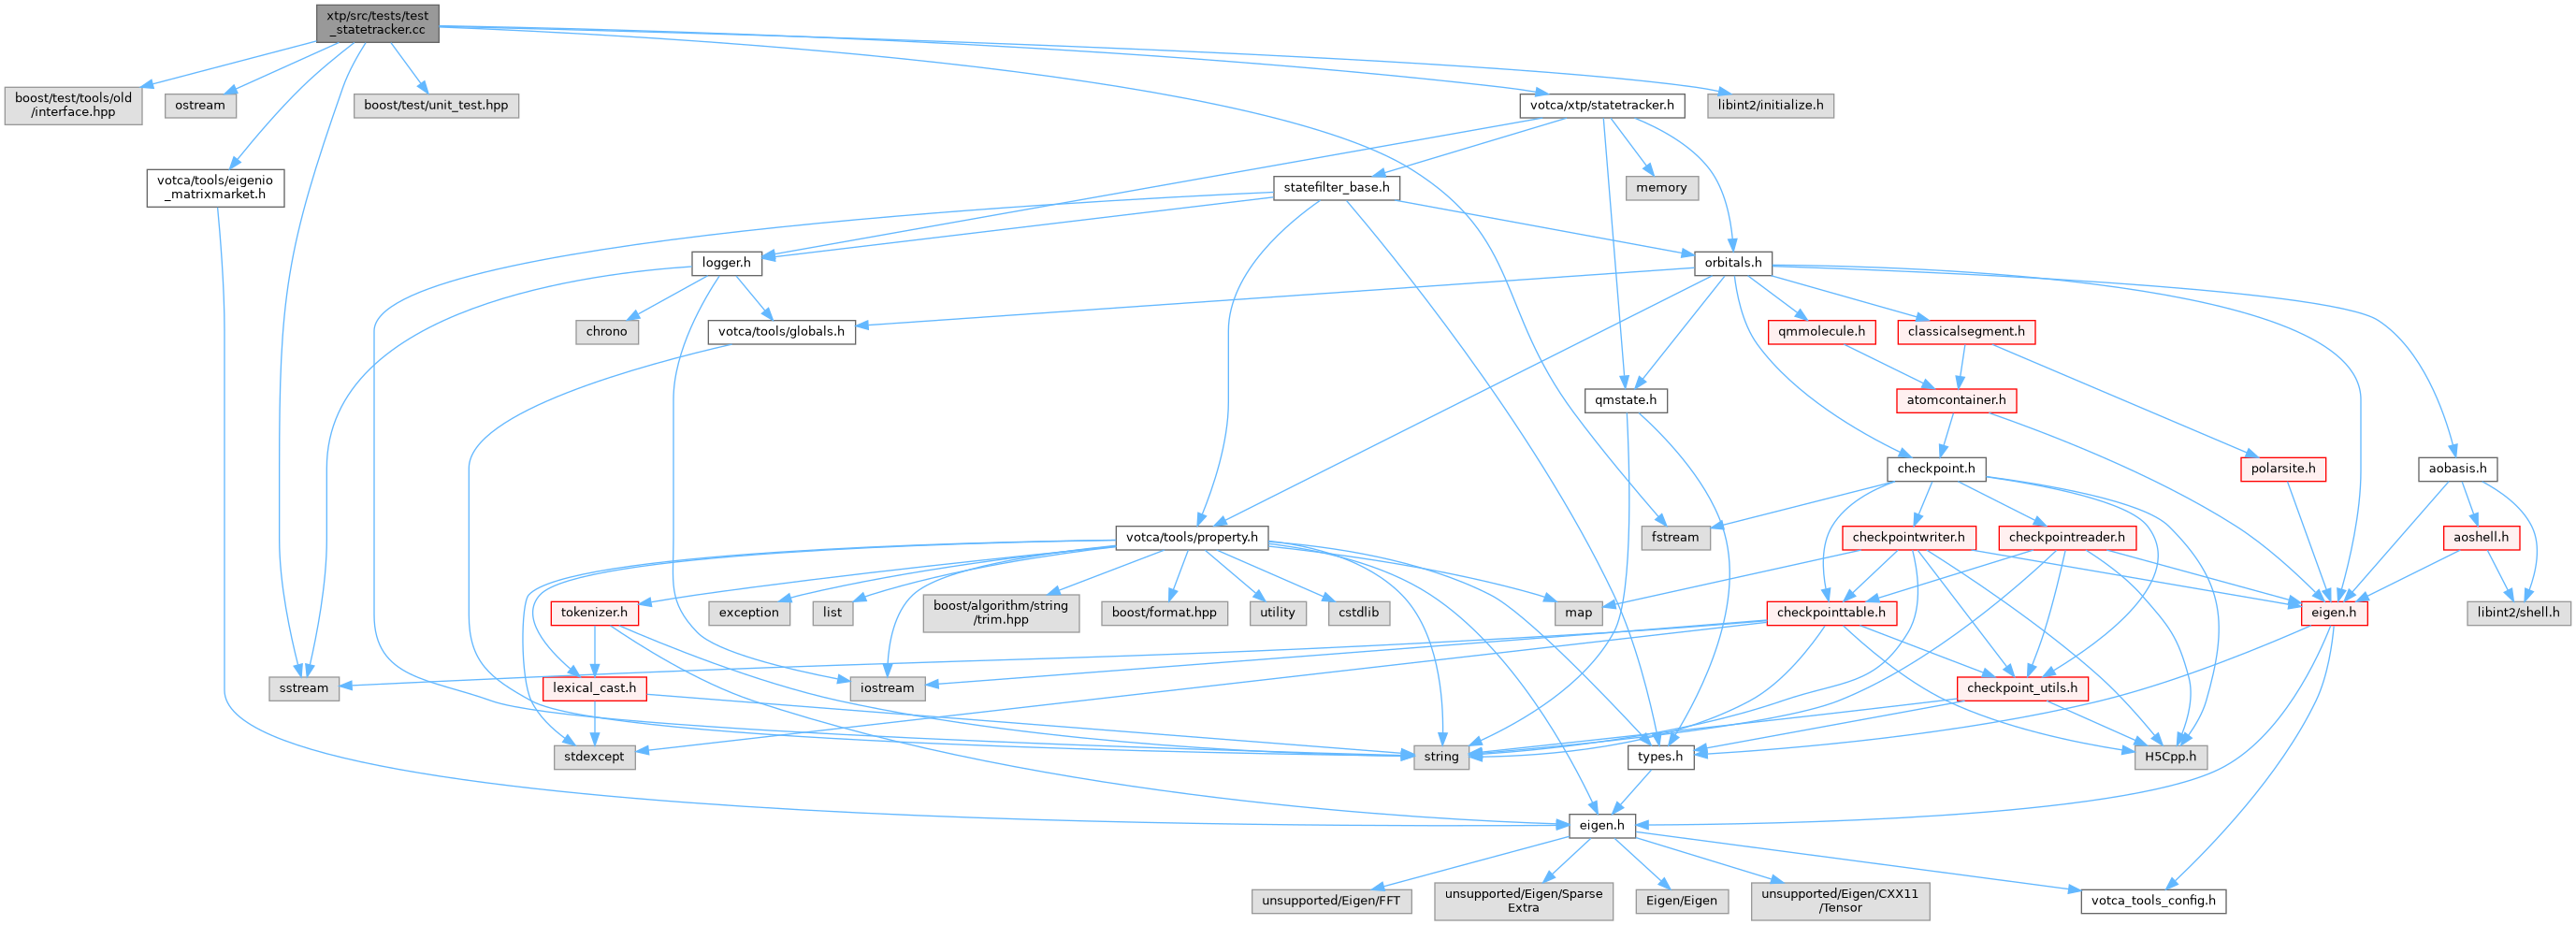 xtp/src/tests/test
_statetracker.cc
boost/test/tools/old
/interface.hpp
ostream
boost/test/unit_test.hpp
votca/xtp/statetracker.h
libint2/initialize.h
votca/tools/eigenio
_matrixmarket.h
statefilter_base.h
memory
logger.h
orbitals.h
chrono
votca/tools/globals.h
qmmolecule.h
classicalsegment.h
qmstate.h
atomcontainer.h
checkpoint.h
polarsite.h
aobasis.h
votca/tools/property.h
fstream
checkpointwriter.h
checkpointreader.h
aoshell.h
tokenizer.h
exception
list
boost/algorithm/string
/trim.hpp
boost/format.hpp
utility
cstdlib
map
checkpointtable.h
eigen.h
libint2/shell.h
sstream
lexical_cast.h
iostream
checkpoint_utils.h
stdexcept
string
types.h
H5Cpp.h
eigen.h
unsupported/Eigen/FFT
unsupported/Eigen/Sparse
Extra
Eigen/Eigen
unsupported/Eigen/CXX11
/Tensor
votca_tools_config.h